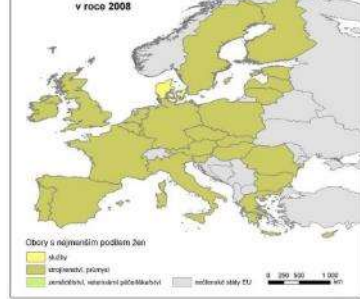 v roce 2008
Obory s nejmenším podílem žen
služby
strojírenství, průmysl
zemědělství, veterinární péče/lékařství
nečlenské státy EU
0 250 500 1 000
km